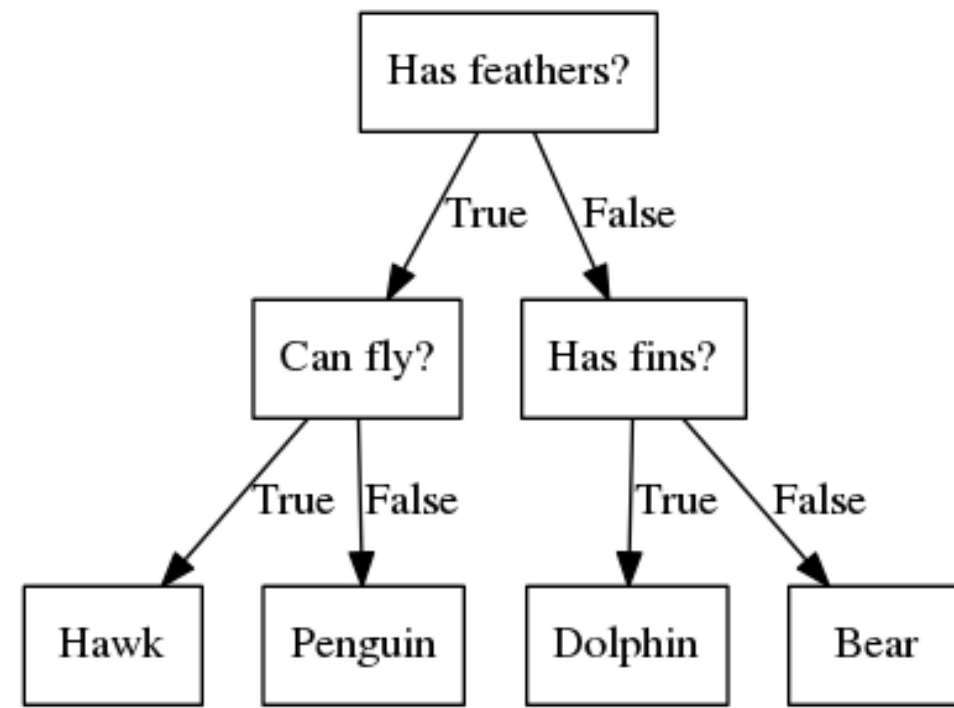 Has feathers?
True
False
Can fly?
Has fins?
True
False
True
False
Hawk
Penguin
Dolphin
Bear